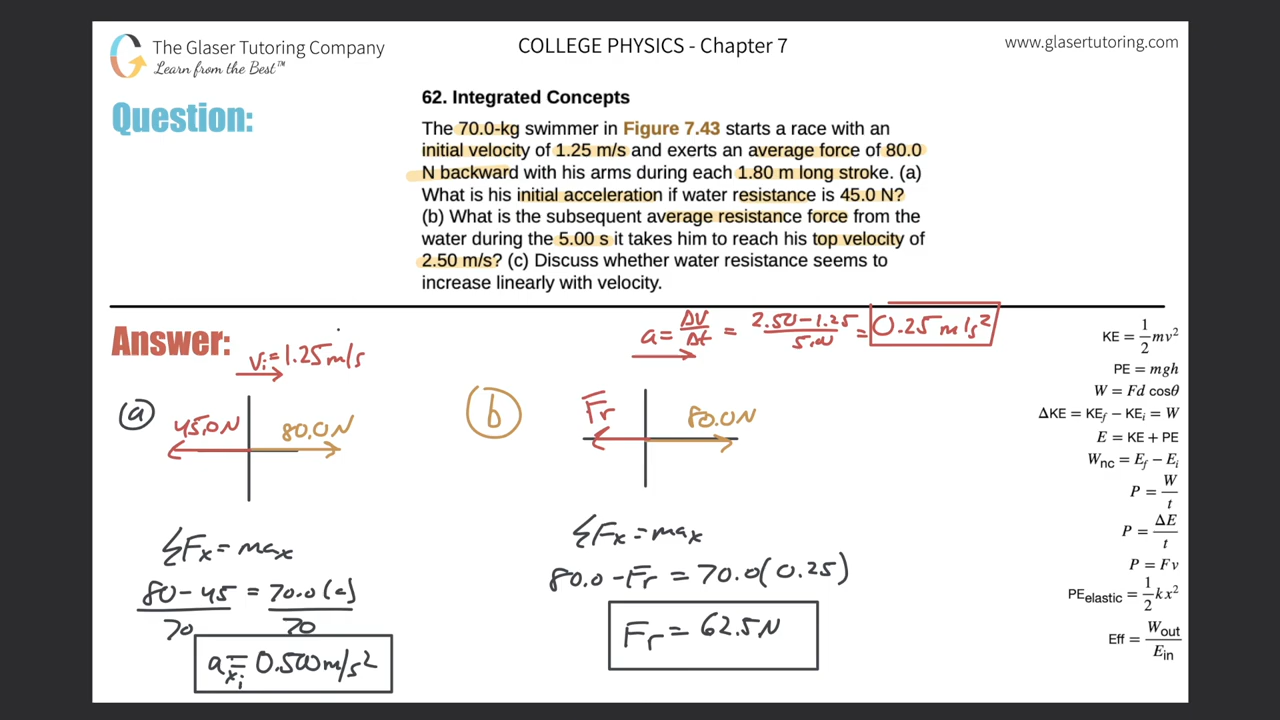 The Glaser Tutoring Company
Learn from the Best™
COLLEGE PHYSICS - Chapter 7
www.glasertutoring.com
Question:
62. Integrated Concepts
The 70.0-kg swimmer in Figure 7.43 starts a race with an
initial velocity of 1.25 m/s and exerts an average force of 80.0
N backward with his arms during each 1.80 m long stroke. (a)
What is his initial acceleration if water resistance is 45.0 N?
(b) What is the subsequent average resistance force from the
water during the 5.00 s it takes him to reach his top velocity of
2.50 m/s? (c) Discuss whether water resistance seems to
increase linearly with velocity.
Answer:
Vi = 1.25 m/s
a = ΔV/Δt = 2.50 - 1.25 / 5.00 = 0.25 m/s²
(a)
45.0N
80.0N
ΣFx = max
80 - 45 = 70.0(a)
70 70
axi = 0.500 m/s²
(b)
Fr
80.0N
ΣFx = max
80.0 - Fr = 70.0(0.25)
Fr = 62.5N
KE = 1/2 mv²
PE = mgh
W = Fd cosθ
ΔKE = KEf − KEi = W
E = KE + PE
Wnc = Ef − Ei
P = W/t
P = ΔE/t
P = Fv
PEelastic = 1/2 kx²
Eff = Wout/Ein